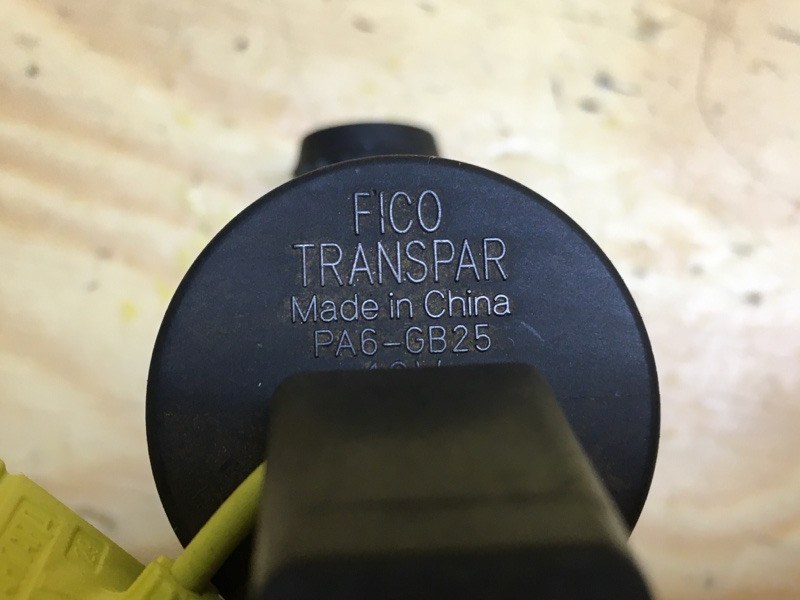 FICO
TRANSPAR
Made in China
PA6-GB25